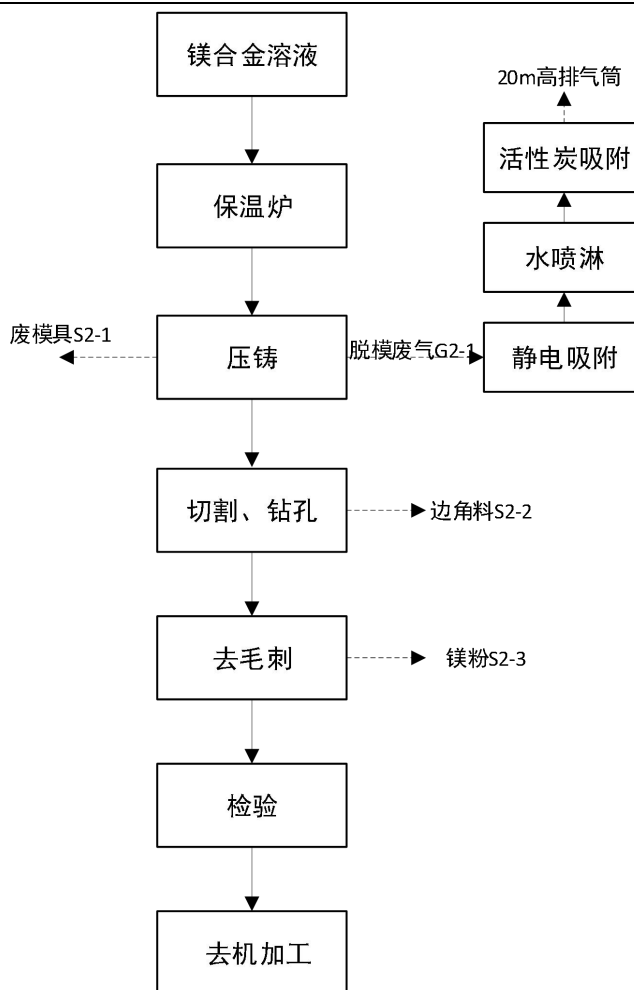 镁合金溶液
20m高排气筒
活性炭吸附
保温炉
水喷淋
废模具S2-1
压铸
脱模废气G2-1
静电吸附
切割、钻孔
边角料S2-2
去毛刺
镁粉S2-3
检验
去机加工